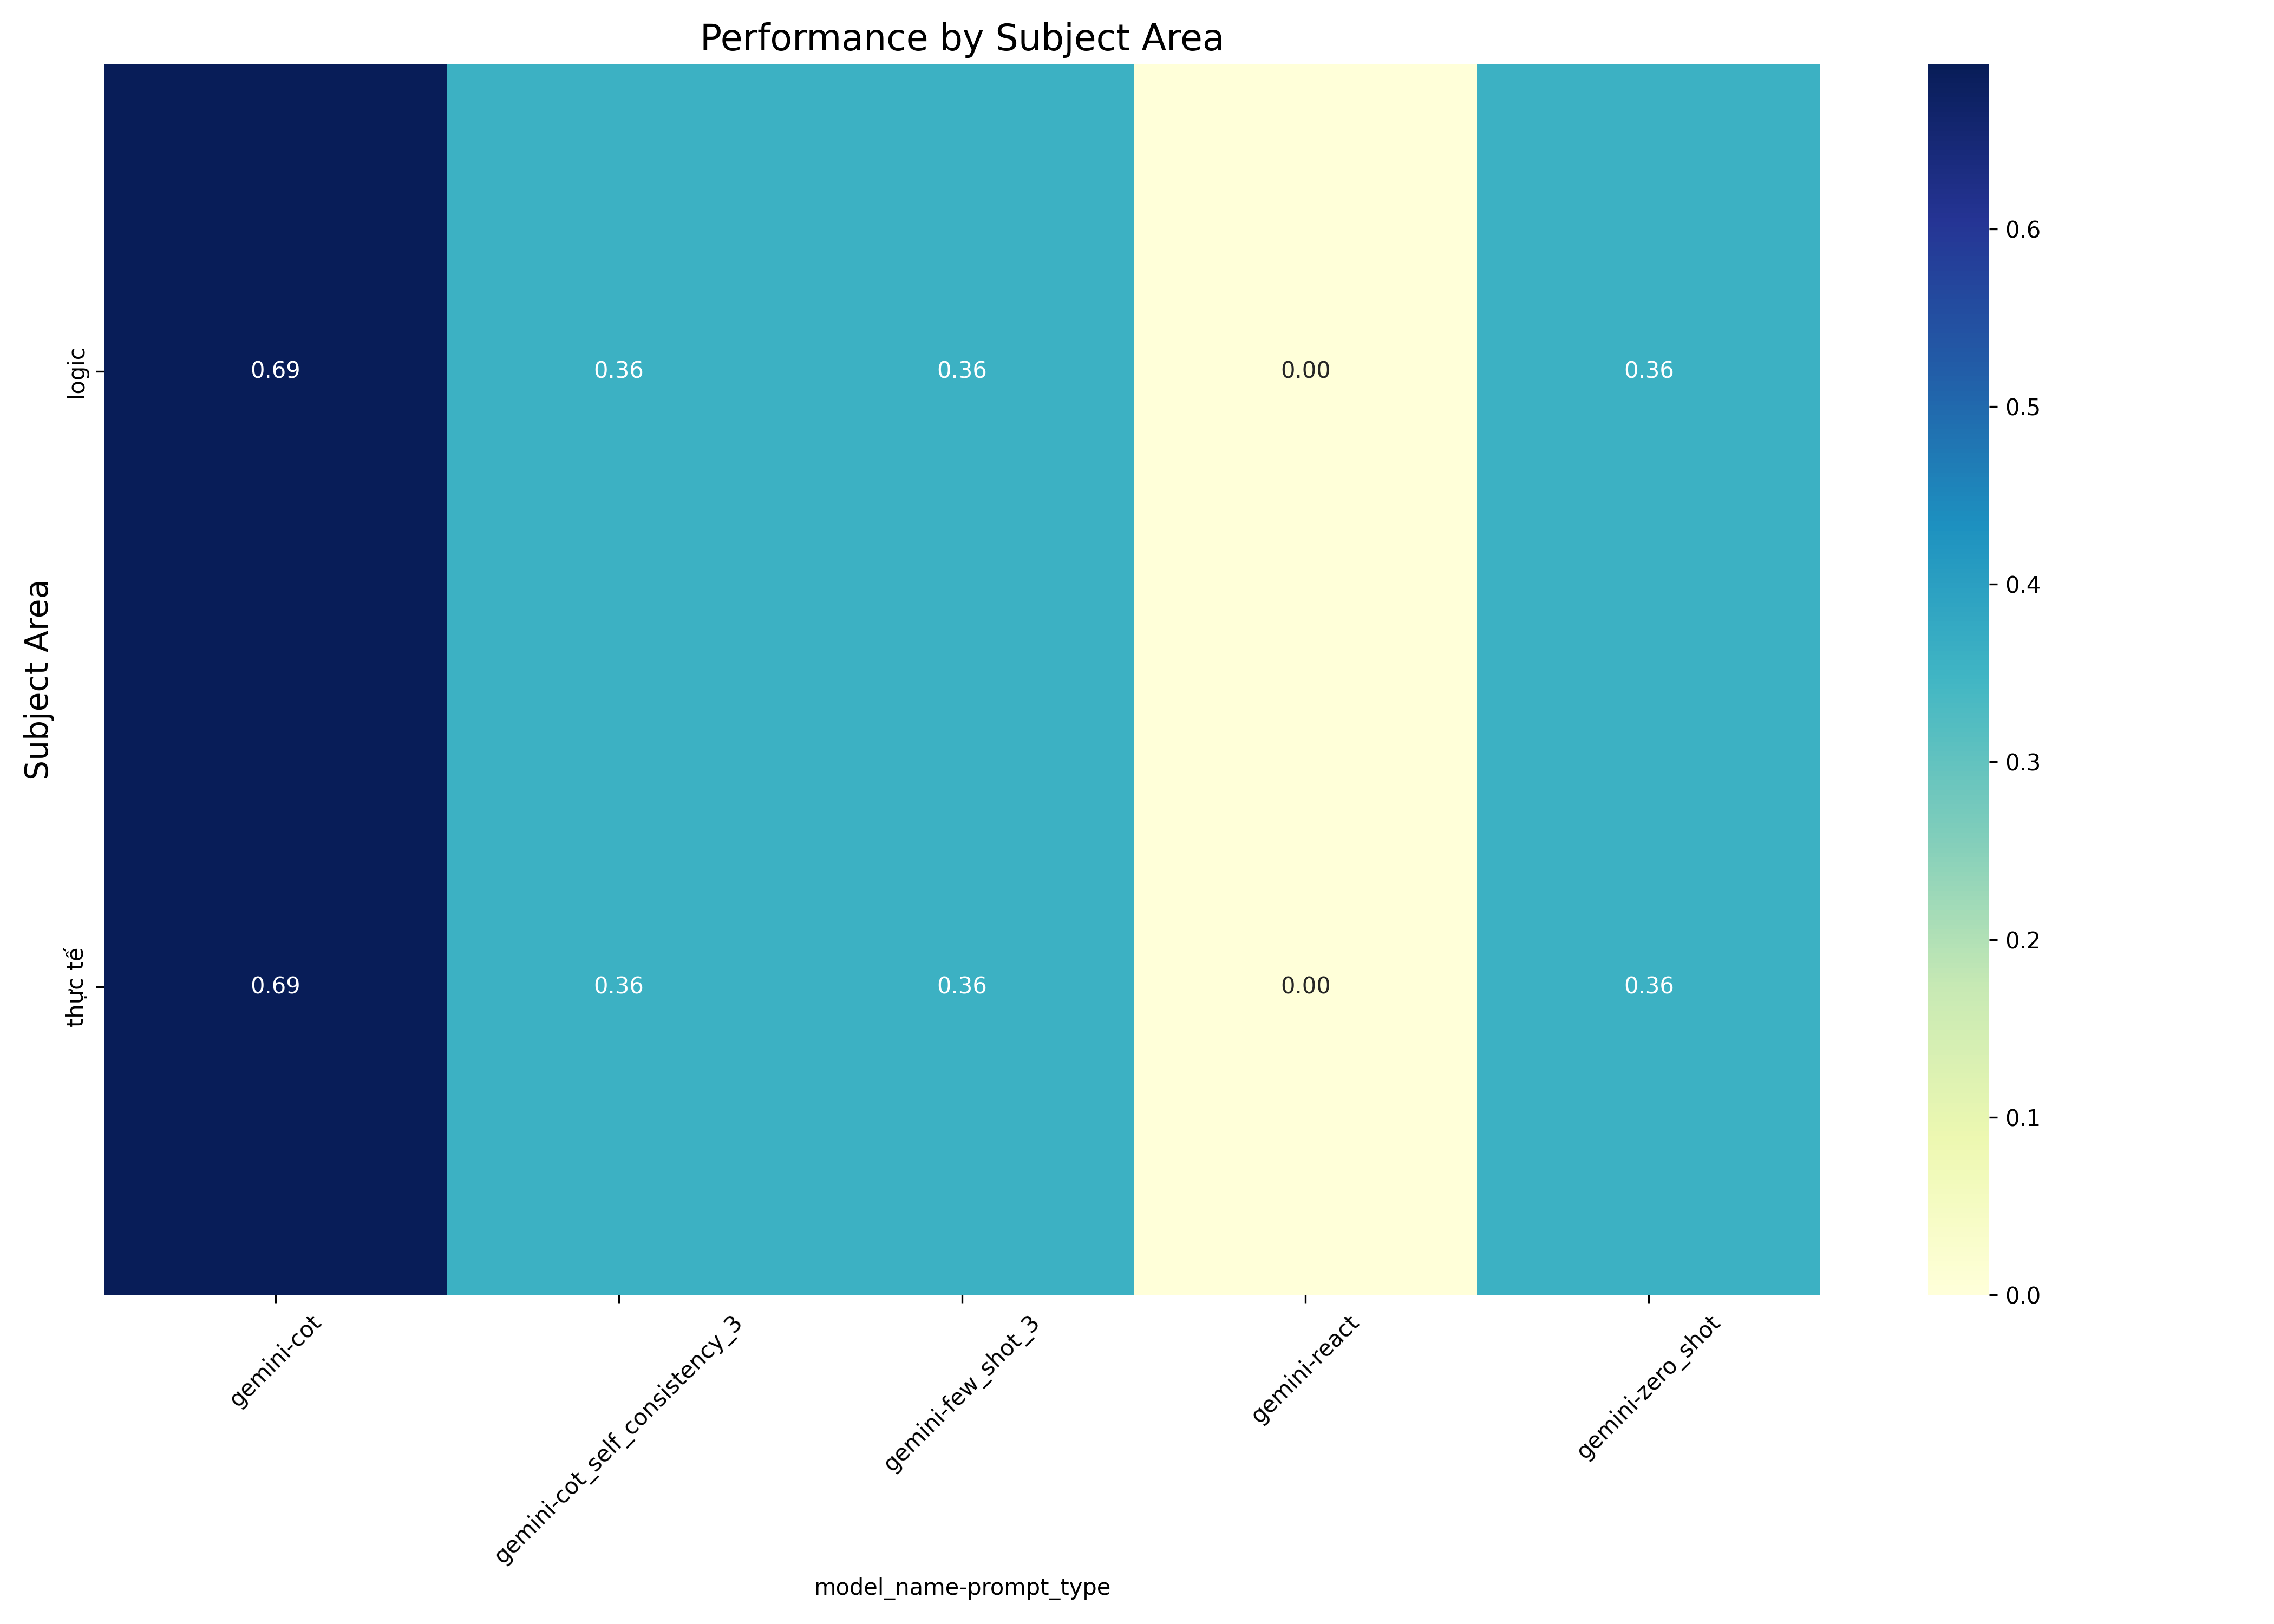 Performance by Subject Area
Subject Area
logic
0.69 0.36 0.36 0.00 0.36
thực tế
0.69 0.36 0.36 0.00 0.36
gemini-cot
gemini-cot_self_consistency_3
gemini-few_shot_3
gemini-react
gemini-zero_shot
model_name-prompt_type
0.6
0.5
0.4
0.3
0.2
0.1
0.0